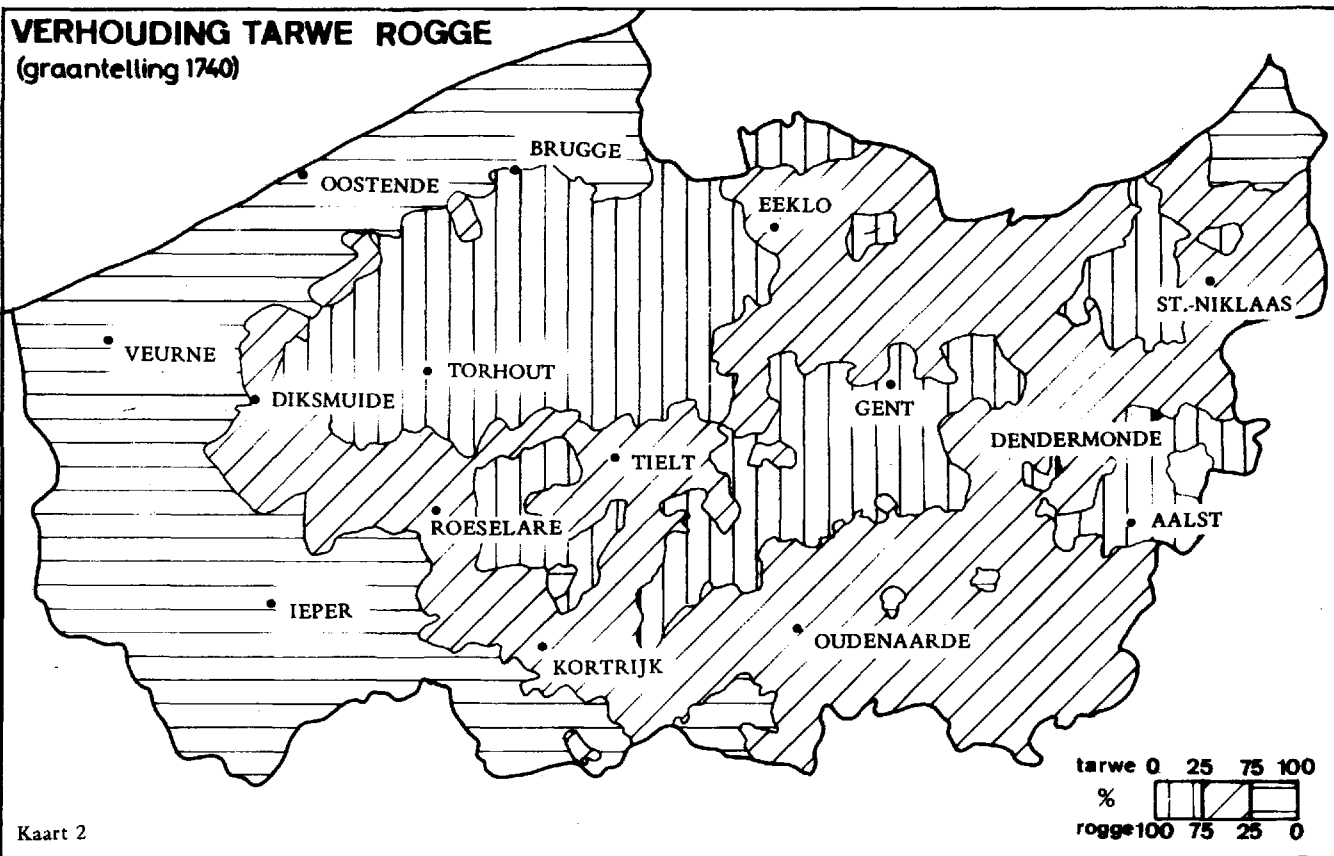 VERHOUDING TARWE ROGGE
(graantelling 1740)
BRUGGE
OOSTENDE
EEKLO
ST.-NIKLAAS
VEURNE
TORHOUT
DIKSMUIDE
GENT
DENDERMONDE
TIELT
ROESELARE
AALST
IEPER
OUDENAARDE
KORTRIJK
tarwe 0 25 75 100
%
rogge 100 75 25 0
Kaart 2